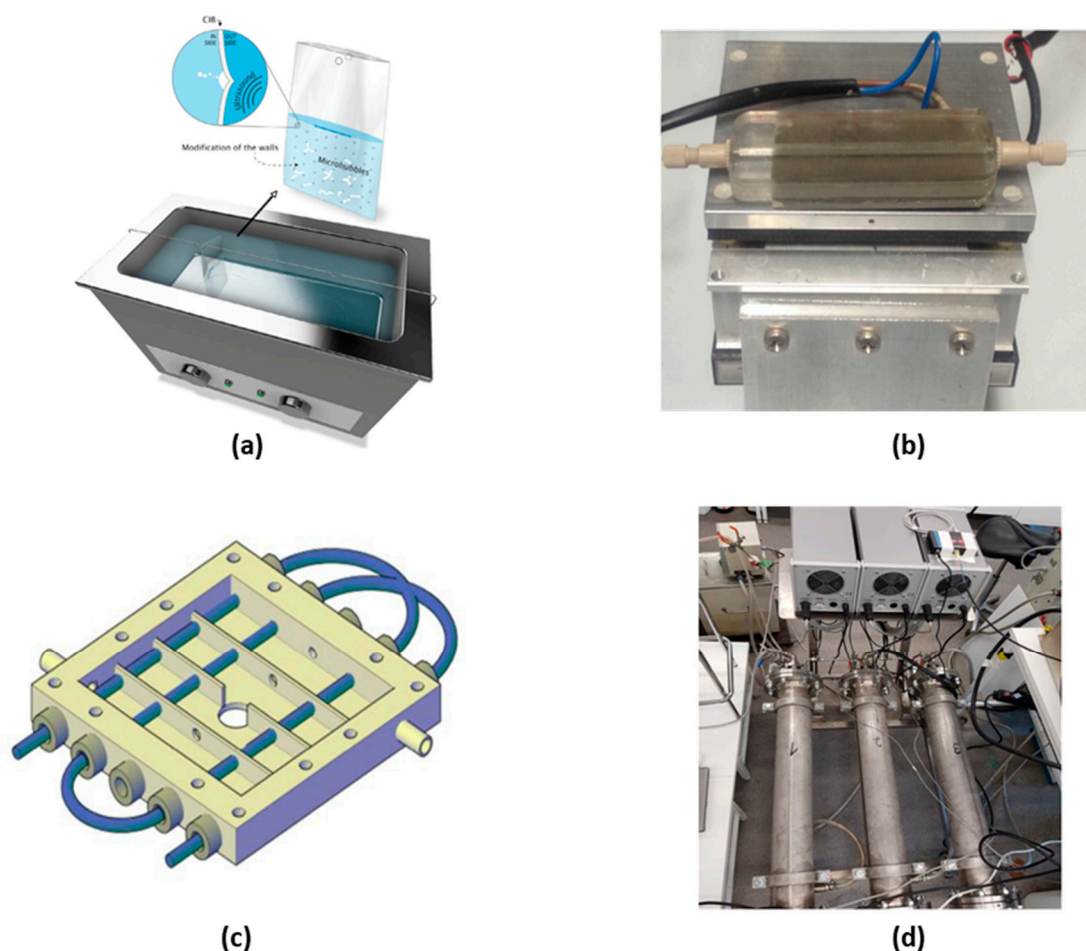 CIB
IN OUT
SIDE SIDE
Ultrasound
Modification of the walls
Microbubbles
(a)
(b)
(c)
(d)